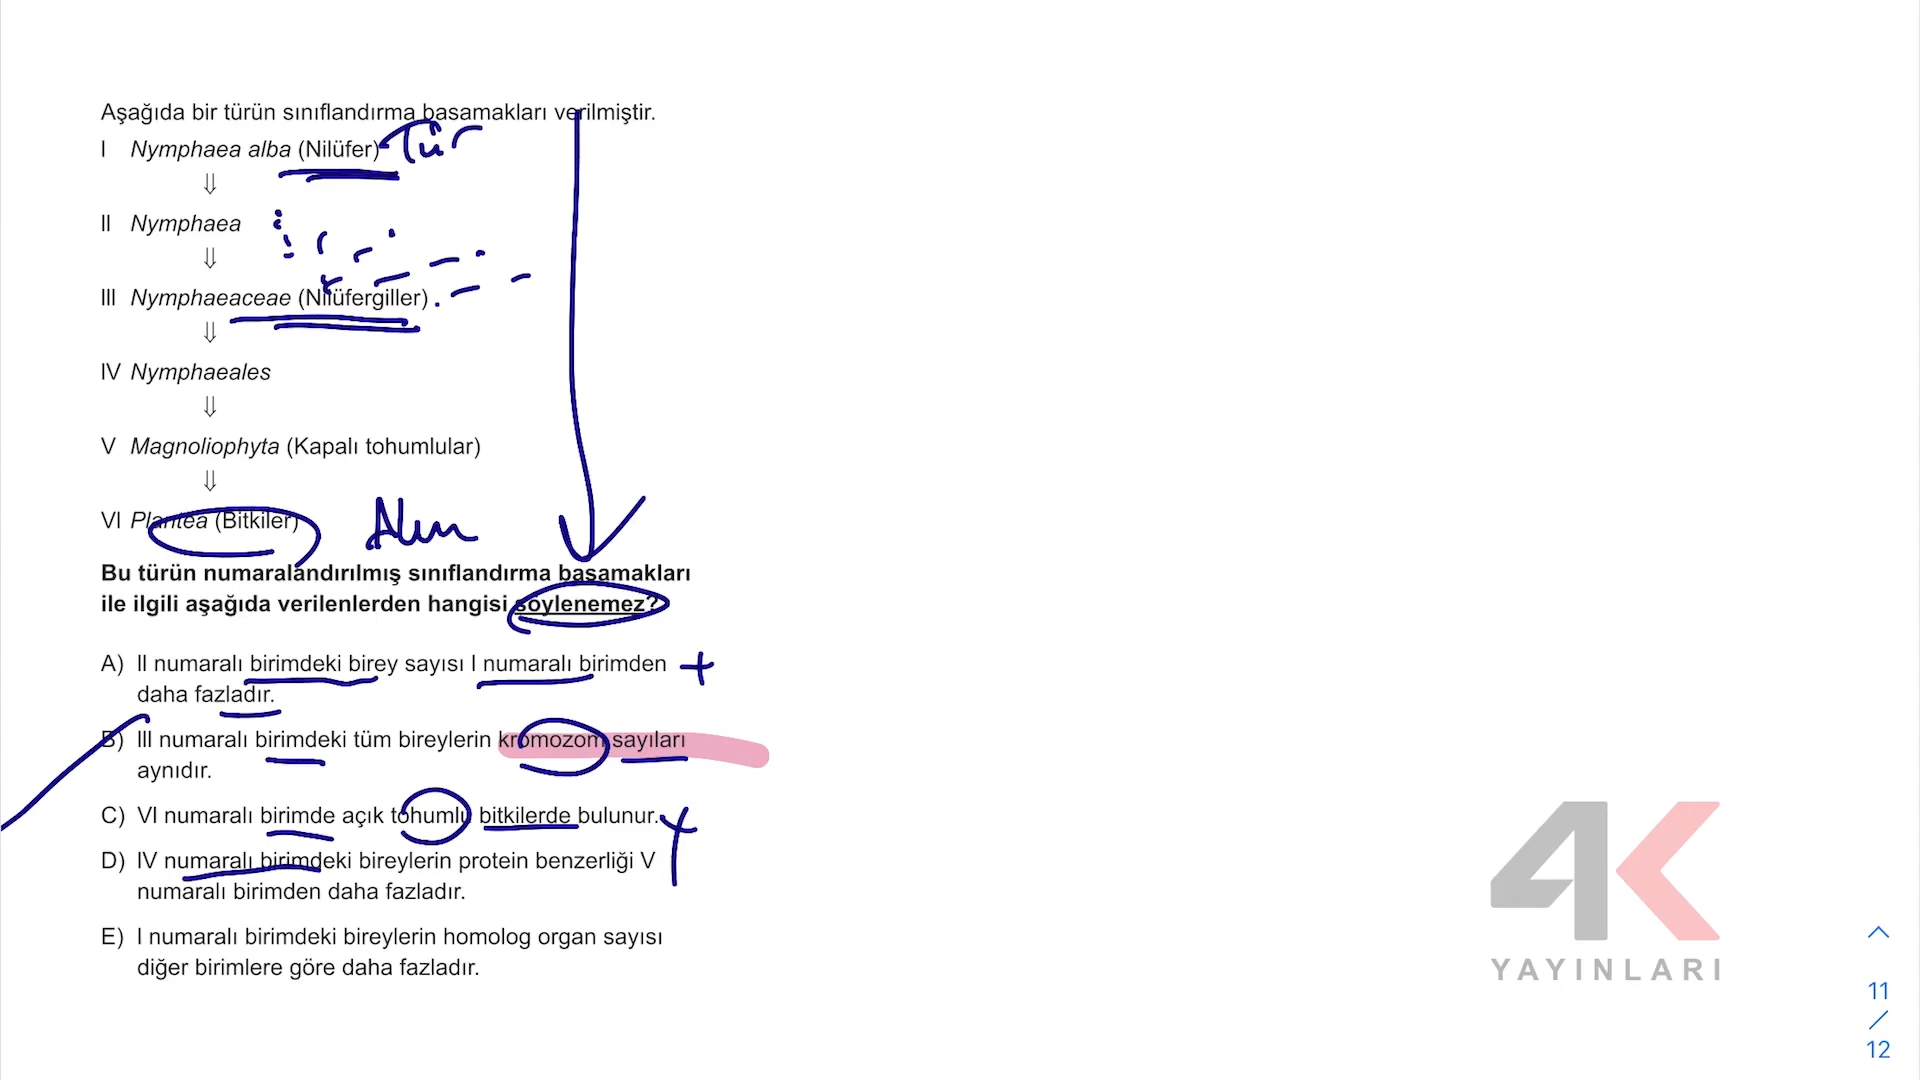 Aşağıda bir türün sınıflandırma basamakları verilmiştir.
I Nymphaea alba (Nilüfer) Tür
⇓
II Nymphaea
⇓
III Nymphaeaceae (Nilüfergiller)
⇓
IV Nymphaeales
⇓
V Magnoliophyta (Kapalı tohumlular)
⇓
VI Plantea (Bitkiler) Alem
Bu türün numaralandırılmış sınıflandırma basamakları
ile ilgili aşağıda verilenlerden hangisi söylenemez?
A) II numaralı birimdeki birey sayısı I numaralı birimden +
daha fazladır.
B) III numaralı birimdeki tüm bireylerin kromozom sayıları
aynıdır.
C) VI numaralı birimde açık tohumlu bitkilerde bulunur.
D) IV numaralı birimdeki bireylerin protein benzerliği V
numaralı birimden daha fazladır.
E) I numaralı birimdeki bireylerin homolog organ sayısı
diğer birimlere göre daha fazladır.
4K
YAYINLARI
11
/
12